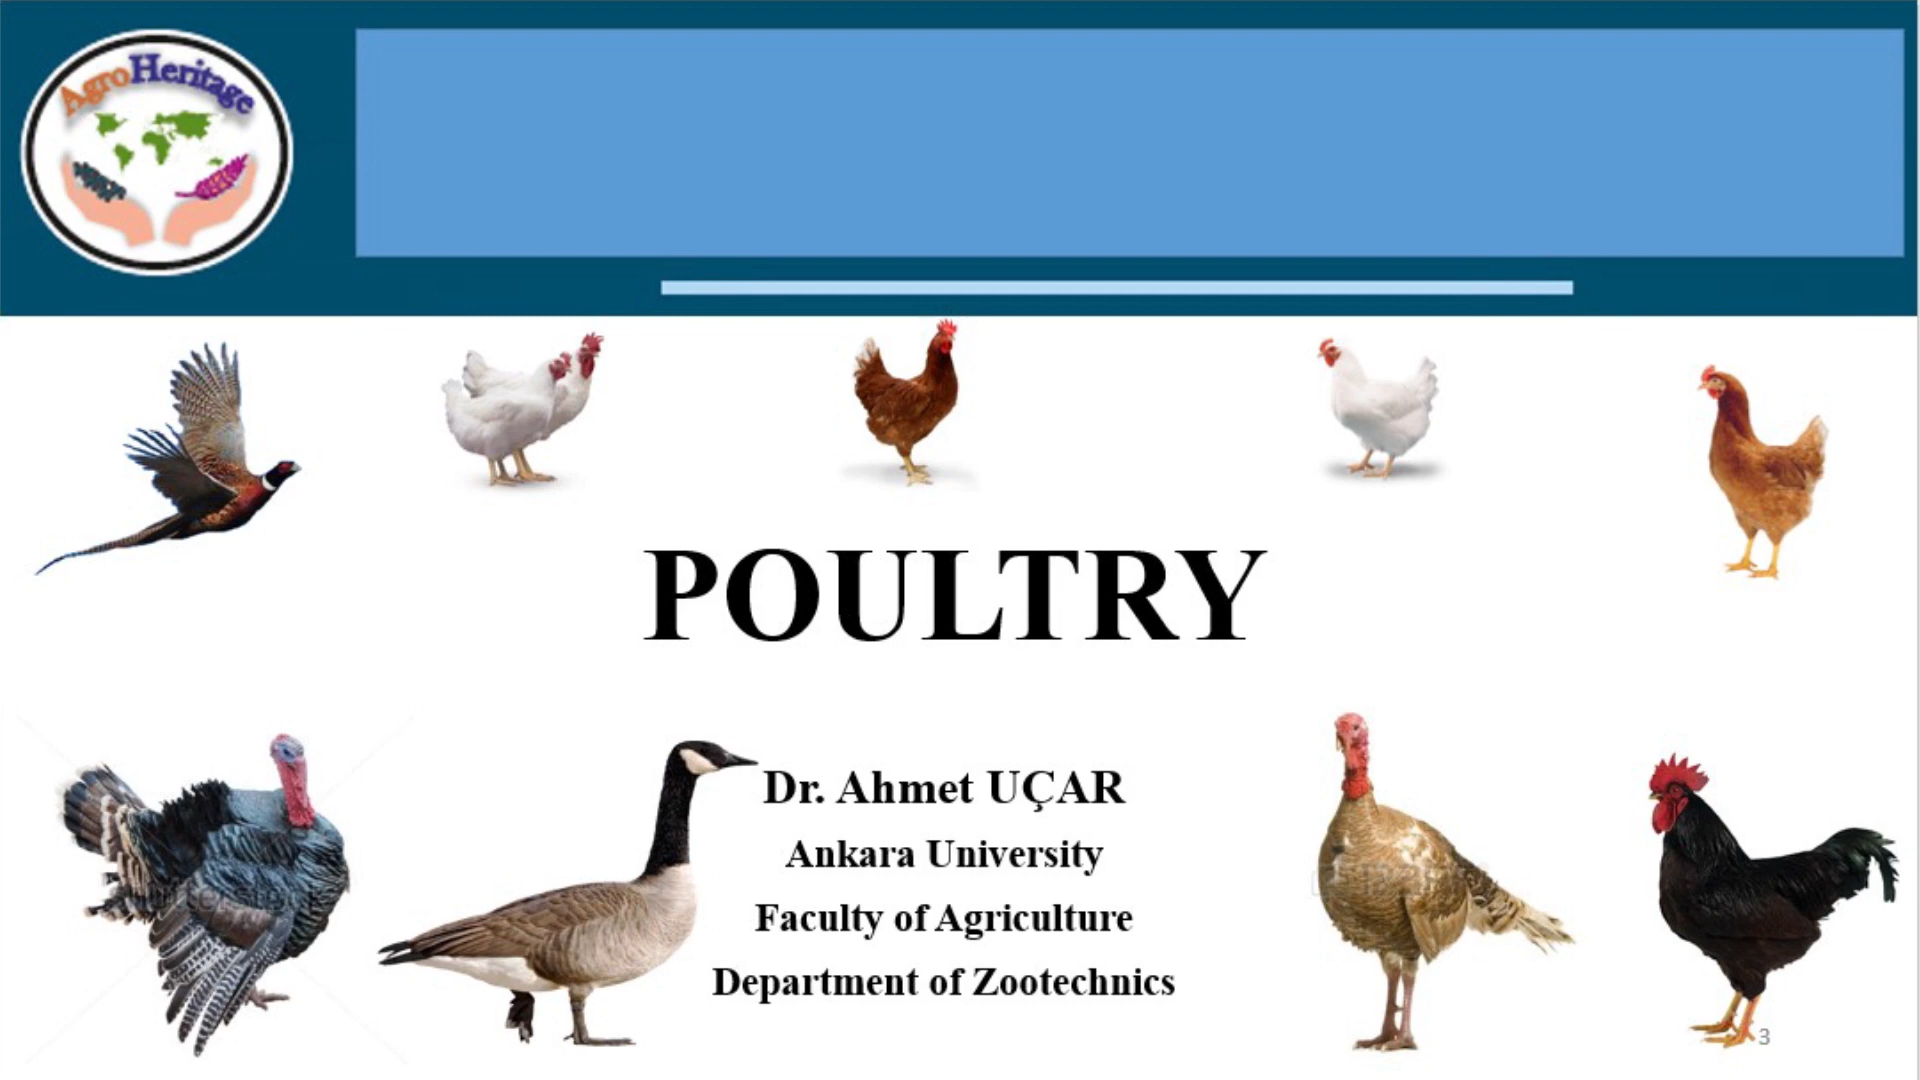 AgroHeritage
POULTRY
Dr. Ahmet UÇAR
Ankara University
Faculty of Agriculture
Department of Zootechnics
3